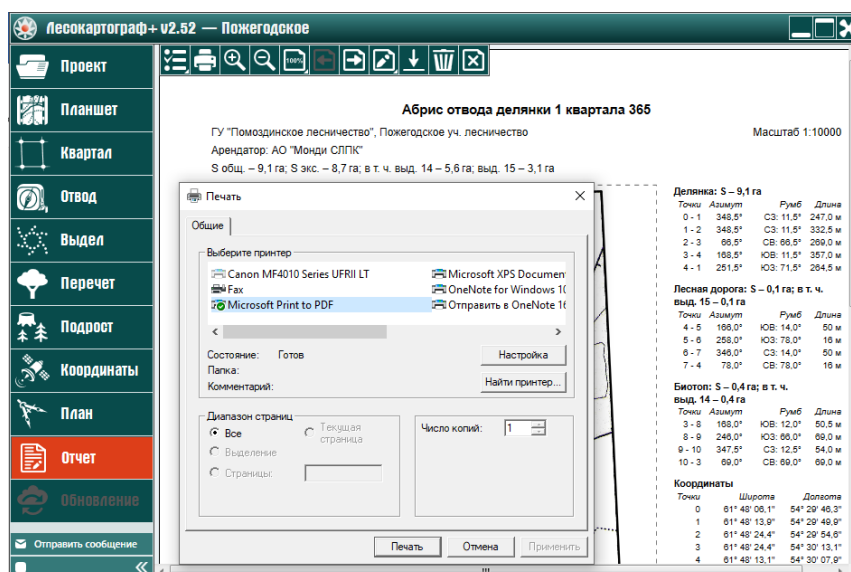 Лесокартограф+ v2.52 — Пожегодское
Проект
Планшет
Квартал
Отвод
Выдел
Перечет
Подрост
Координаты
План
Отчет
Обновление
Отправить сообщение
100%
Абрис отвода делянки 1 квартала 365
ГУ "Помоздинское лесничество", Пожегодское уч. лесничество
Масштаб 1:10000
Арендатор: АО "Монди СЛПК"
S общ. – 9,1 га; S экс. – 8,7 га; в т. ч. выд. 14 – 5,6 га; выд. 15 – 3,1 га
Печать
Общие
Выберите принтер
Canon MF4010 Series UFRII LT
Fax
Microsoft Print to PDF
Microsoft XPS Documen
OneNote for Windows 10
Отправить в OneNote 16
Состояние: Готов
Папка:
Комментарий:
Настройка
Найти принтер...
Диапазон страниц
Все
Текущая
страница
Выделение
Страницы:
Число копий: 1
Печать
Отмена
Применить
Делянка: S – 9,1 га
Точки Азимут Румб Длина
0 - 1 348,5° СЗ: 11,5° 247,0 м
1 - 2 348,5° СЗ: 11,5° 332,5 м
2 - 3 66,5° СВ: 66,5° 269,0 м
3 - 4 168,5° ЮВ: 11,5° 357,0 м
4 - 1 251,5° ЮЗ: 71,5° 264,5 м
Лесная дорога: S – 0,1 га; в т. ч.
выд. 15 – 0,1 га
Точки Азимут Румб Длина
4 - 5 166,0° ЮВ: 14,0° 50 м
5 - 6 258,0° ЮЗ: 78,0° 16 м
6 - 7 346,0° СЗ: 14,0° 50 м
7 - 4 78,0° СВ: 78,0° 16 м
Биотоп: S – 0,4 га; в т. ч.
выд. 14 – 0,4 га
Точки Азимут Румб Длина
3 - 8 168,0° ЮВ: 12,0° 50,5 м
8 - 9 246,0° ЮЗ: 66,0° 69,0 м
9 - 10 347,5° СЗ: 12,5° 54,0 м
10 - 3 69,0° СВ: 69,0° 69,0 м
Координаты
Точки Широта Долгота
0 61° 48' 06,1" 54° 29' 46,3"
1 61° 48' 13,9" 54° 29' 49,9"
2 61° 48' 24,4" 54° 29' 54,6"
3 61° 48' 24,4" 54° 30' 13,1"
4 61° 48' 13,1" 54° 30' 07,9"